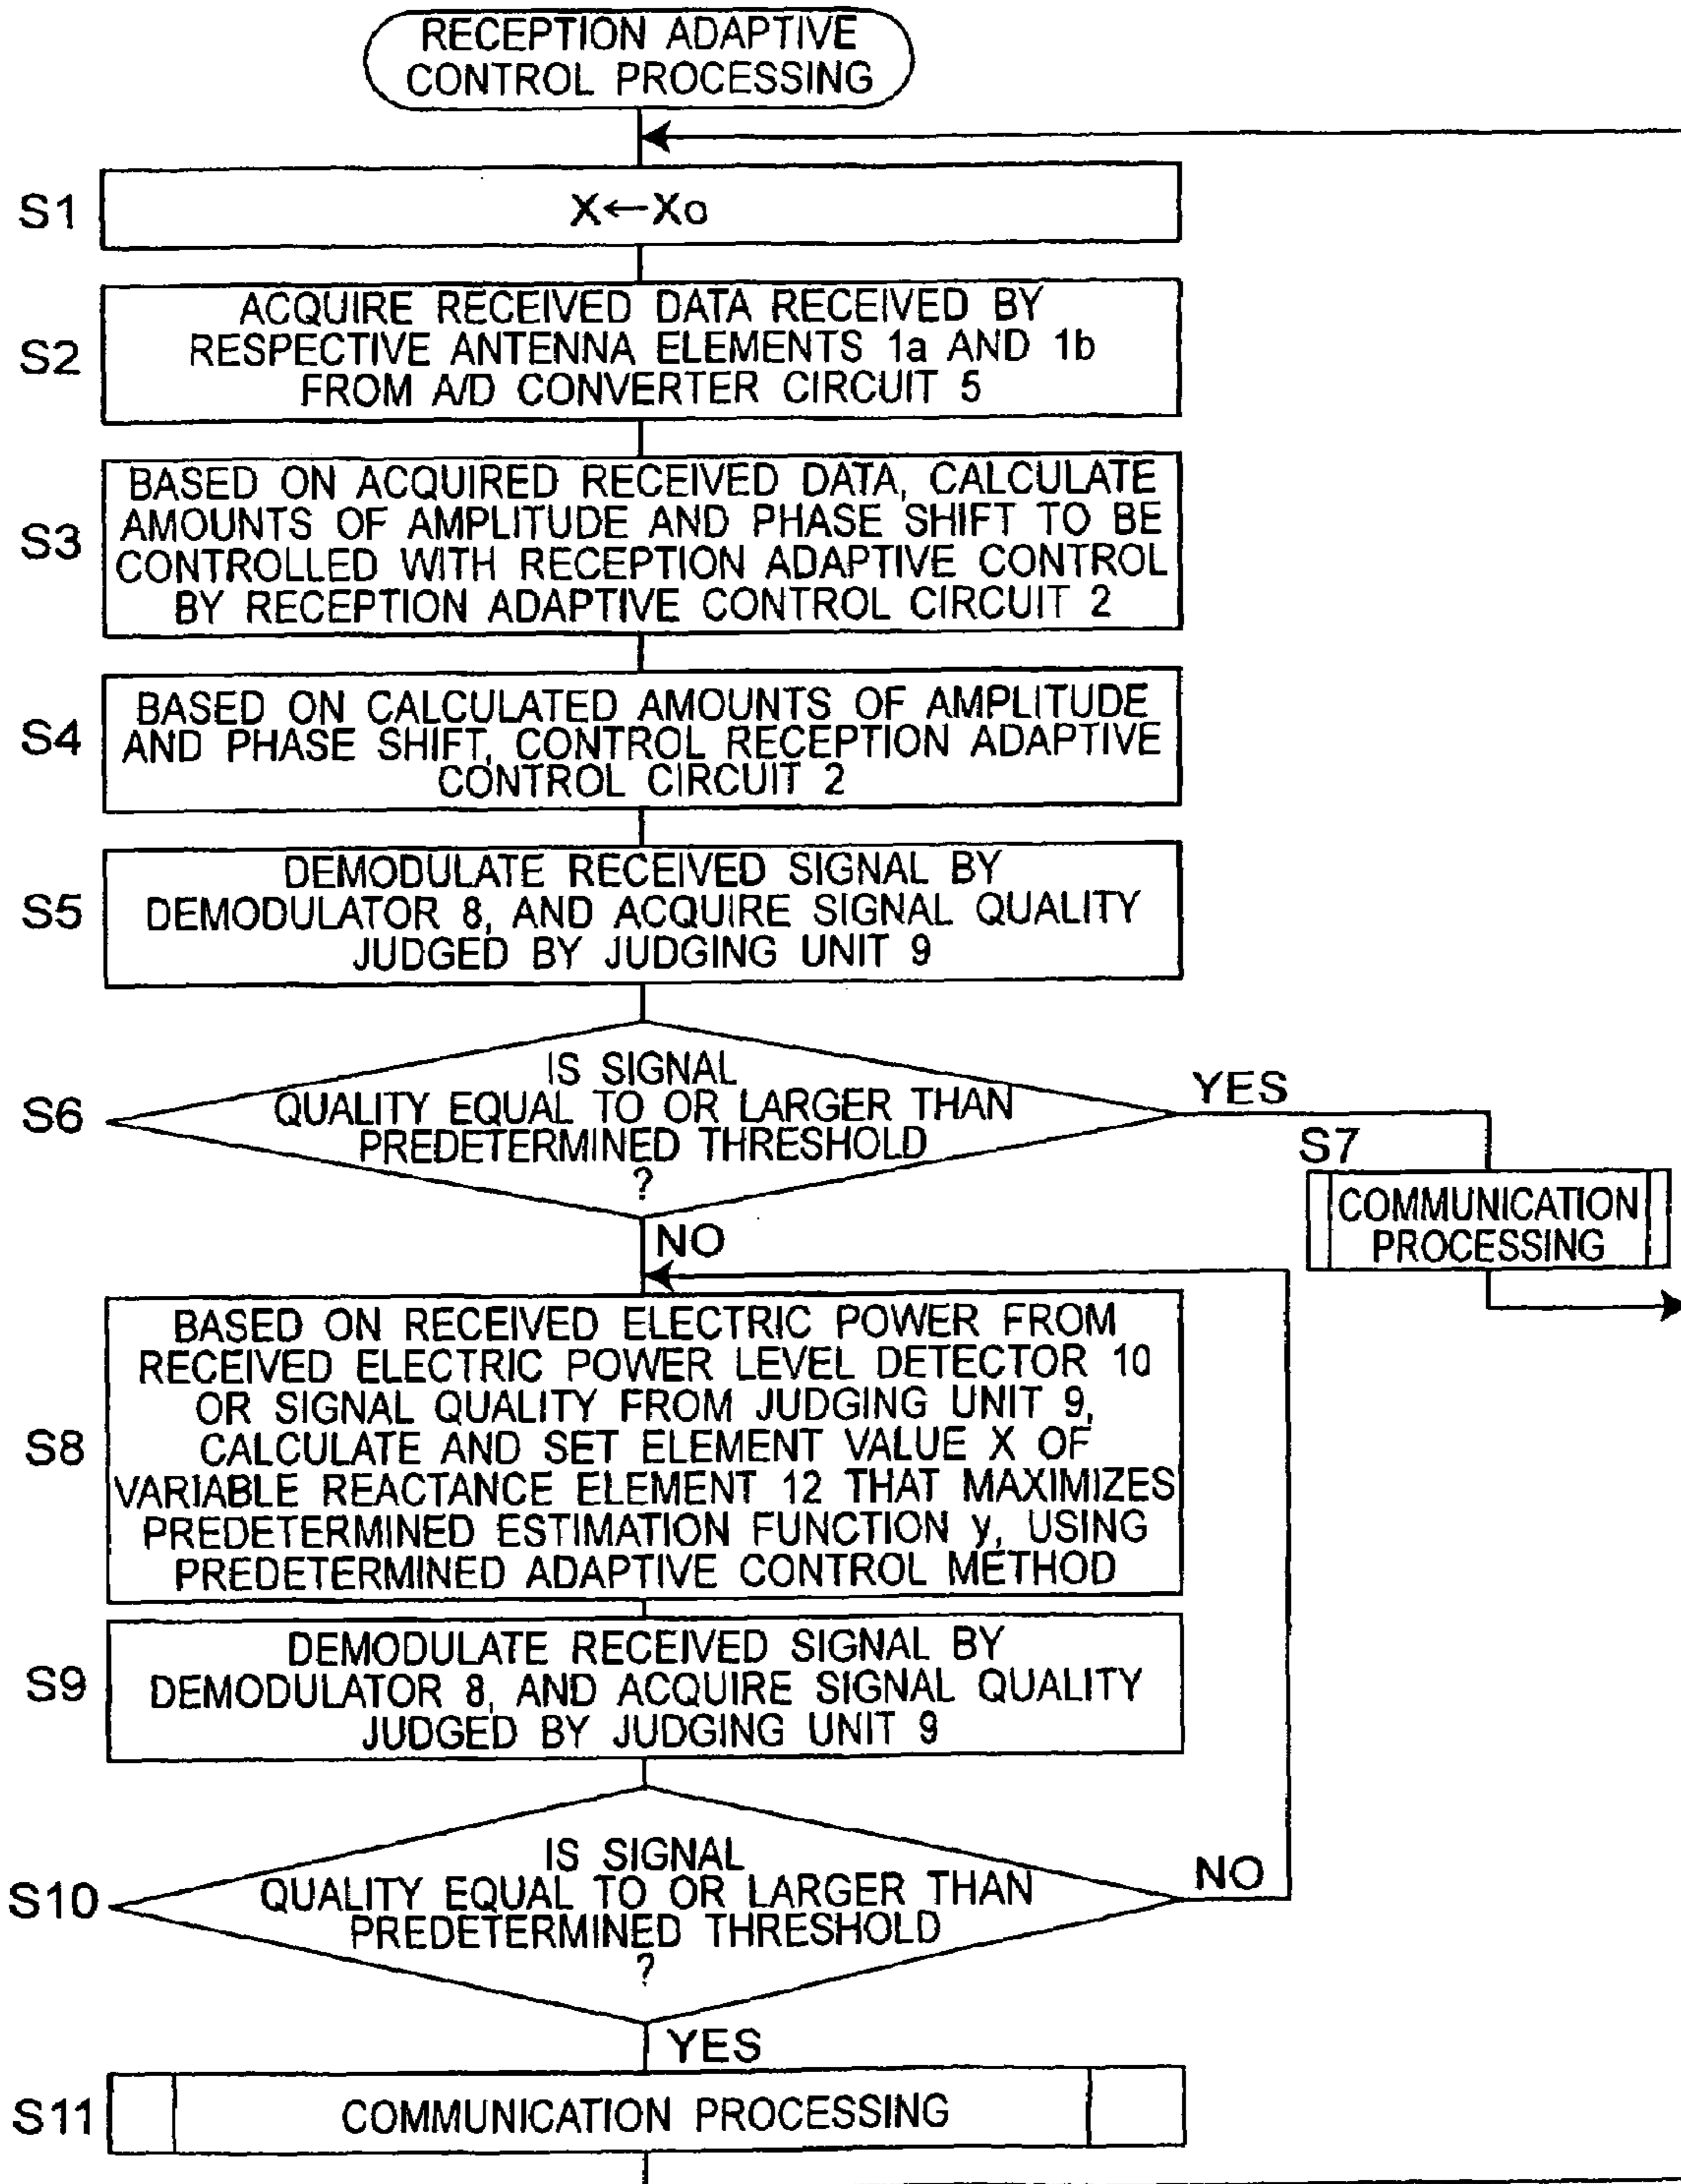 RECEPTION ADAPTIVE
CONTROL PROCESSING
S1
X←Xo
S2
ACQUIRE RECEIVED DATA RECEIVED BY
RESPECTIVE ANTENNA ELEMENTS 1a AND 1b
FROM A/D CONVERTER CIRCUIT 5
S3
BASED ON ACQUIRED RECEIVED DATA, CALCULATE
AMOUNTS OF AMPLITUDE AND PHASE SHIFT TO BE
CONTROLLED WITH RECEPTION ADAPTIVE CONTROL
BY RECEPTION ADAPTIVE CONTROL CIRCUIT 2
S4
BASED ON CALCULATED AMOUNTS OF AMPLITUDE
AND PHASE SHIFT, CONTROL RECEPTION ADAPTIVE
CONTROL CIRCUIT 2
S5
DEMODULATE RECEIVED SIGNAL BY
DEMODULATOR 8, AND ACQUIRE SIGNAL QUALITY
JUDGED BY JUDGING UNIT 9
S6
IS SIGNAL
QUALITY EQUAL TO OR LARGER THAN
PREDETERMINED THRESHOLD
?
YES
S7
COMMUNICATION
PROCESSING
NO
S8
BASED ON RECEIVED ELECTRIC POWER FROM
RECEIVED ELECTRIC POWER LEVEL DETECTOR 10
OR SIGNAL QUALITY FROM JUDGING UNIT 9,
CALCULATE AND SET ELEMENT VALUE X OF
VARIABLE REACTANCE ELEMENT 12 THAT MAXIMIZES
PREDETERMINED ESTIMATION FUNCTION y, USING
PREDETERMINED ADAPTIVE CONTROL METHOD
S9
DEMODULATE RECEIVED SIGNAL BY
DEMODULATOR 8, AND ACQUIRE SIGNAL QUALITY
JUDGED BY JUDGING UNIT 9
S10
IS SIGNAL
QUALITY EQUAL TO OR LARGER THAN
PREDETERMINED THRESHOLD
?
NO
YES
S11
COMMUNICATION PROCESSING